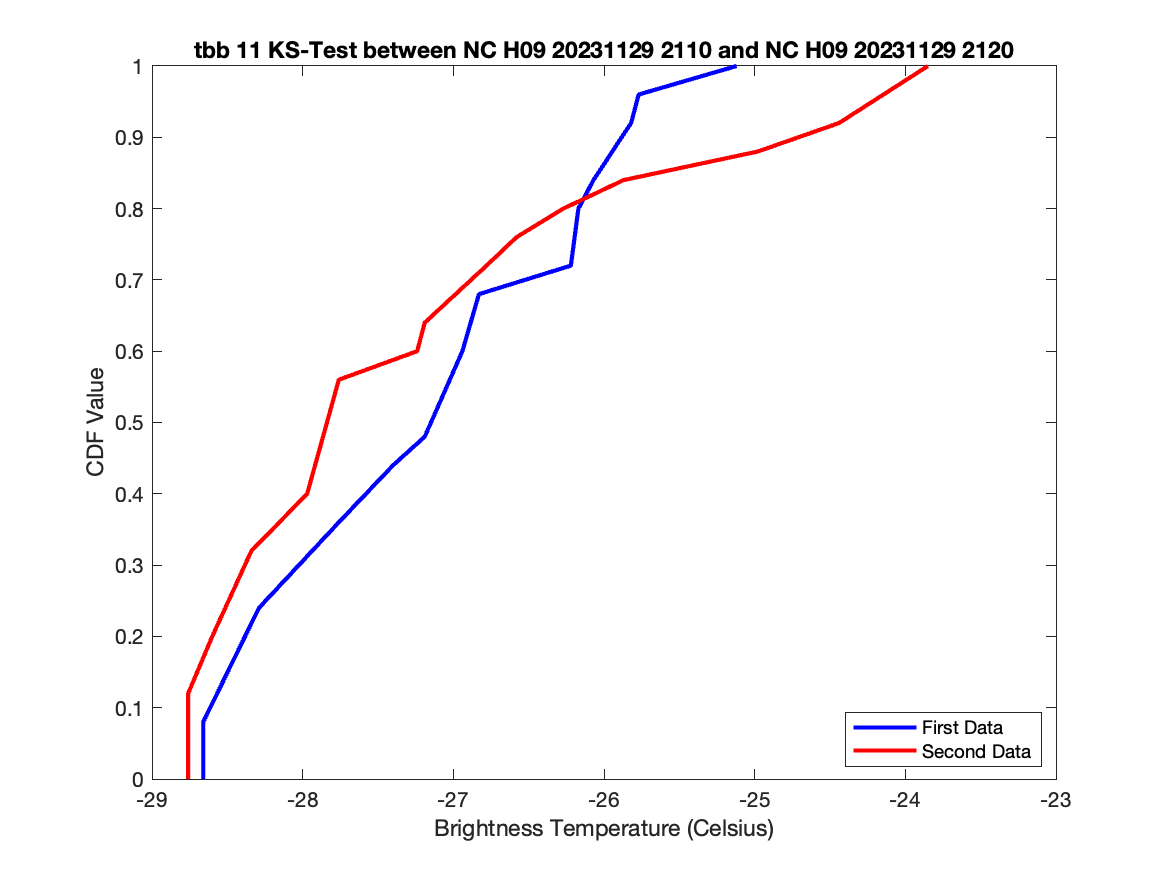 tbb 11 KS-Test between NC H09 20231129 2110 and NC H09 20231129 2120
1
0.9
0.8
0.7
0.6
0.5
0.4
0.3
0.2
0.1
0
CDF Value
First Data
Second Data
-29 -28 -27 -26 -25 -24 -23
Brightness Temperature (Celsius)